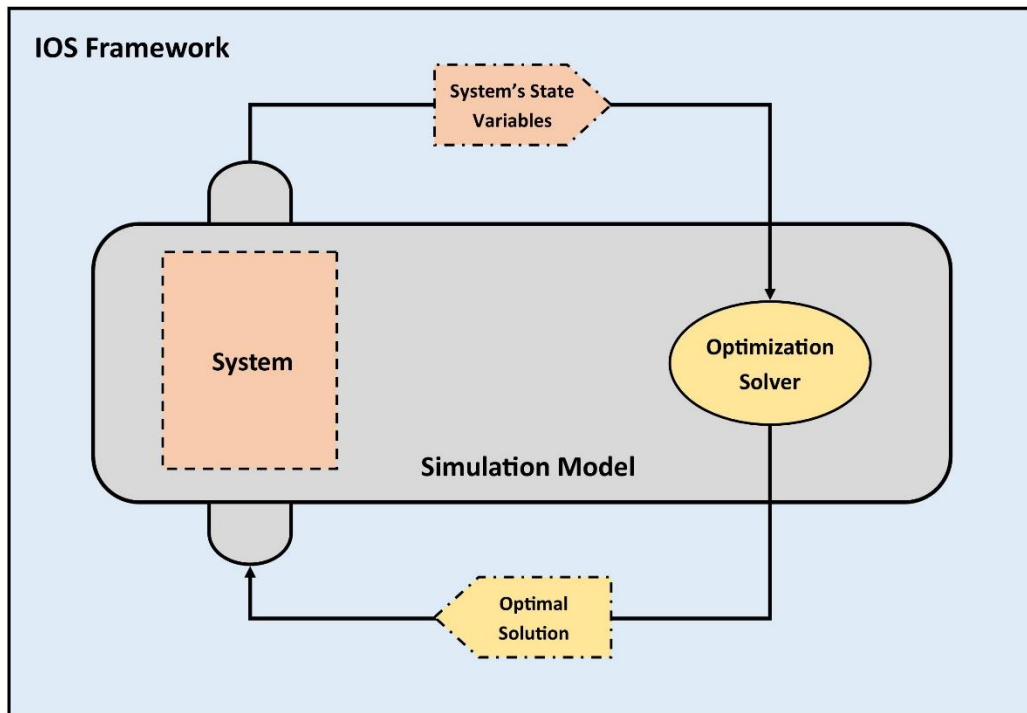 IOS Framework
System’s State
Variables
System
Optimization
Solver
Simulation Model
Optimal
Solution